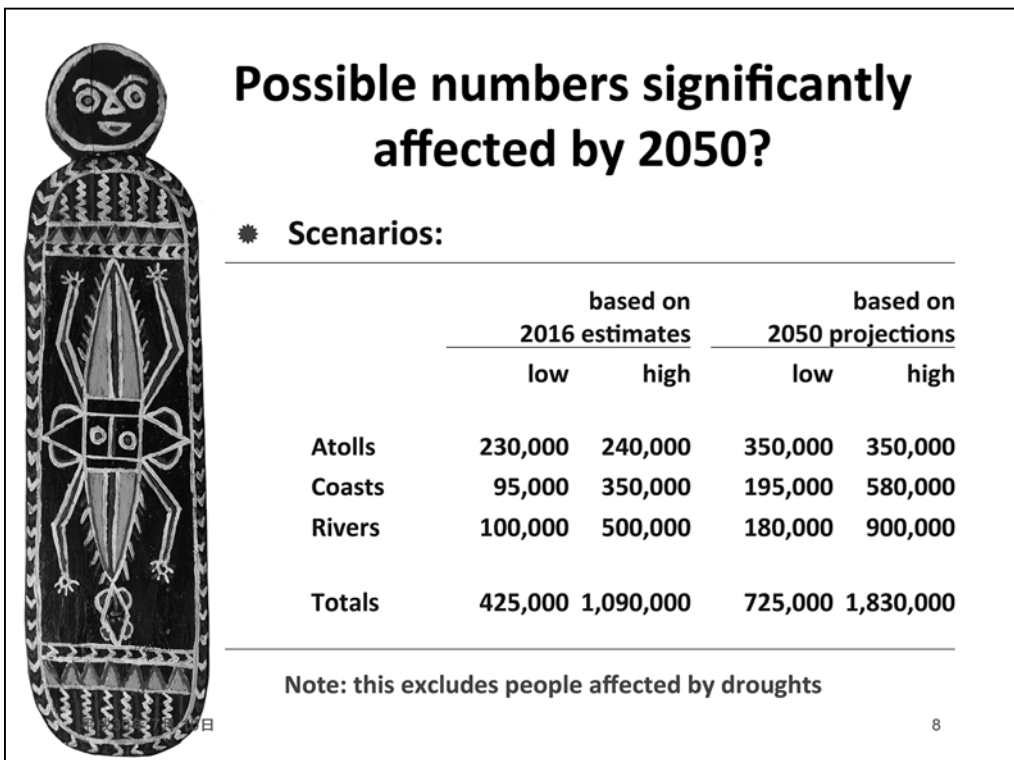 Possible numbers significantly
affected by 2050?
Scenarios:
based on based on
2016 estimates 2050 projections
low high low high
Atolls 230,000 240,000 350,000 350,000
Coasts 95,000 350,000 195,000 580,000
Rivers 100,000 500,000 180,000 900,000
Totals 425,000 1,090,000 725,000 1,830,000
Note: this excludes people affected by droughts
日 8